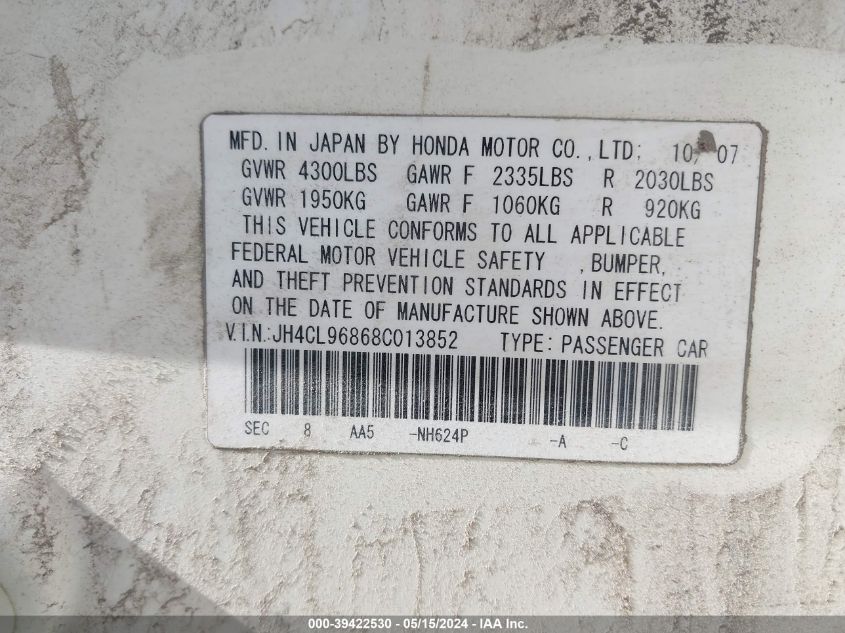 MFD. IN JAPAN BY HONDA MOTOR CO.,LTD; 10/07
GVWR 4300LBS GAWR F 2335LBS R 2030LBS
GVWR 1950KG GAWR F 1060KG R 920KG
THIS VEHICLE CONFORMS TO ALL APPLICABLE
FEDERAL MOTOR VEHICLE SAFETY ,BUMPER,
AND THEFT PREVENTION STANDARDS IN EFFECT
ON THE DATE OF MANUFACTURE SHOWN ABOVE.
V.I.N.:JH4CL96868C013852 TYPE: PASSENGER CAR
SEC 8 AA5 -NH624P -A -C
000-39422530 - 05/15/2024 - IAA Inc.